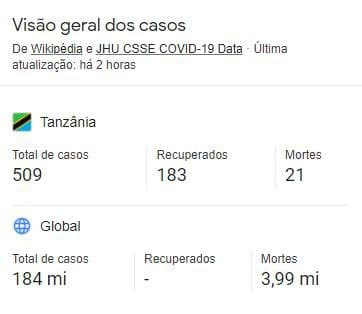 Visão geral dos casos
De Wikipédia e JHU CSSE COVID-19 Data · Última
atualização: há 2 horas
Tanzânia
Total de casos Recuperados Mortes
509 183 21
Global
Total de casos Recuperados Mortes
184 mi - 3,99 mi